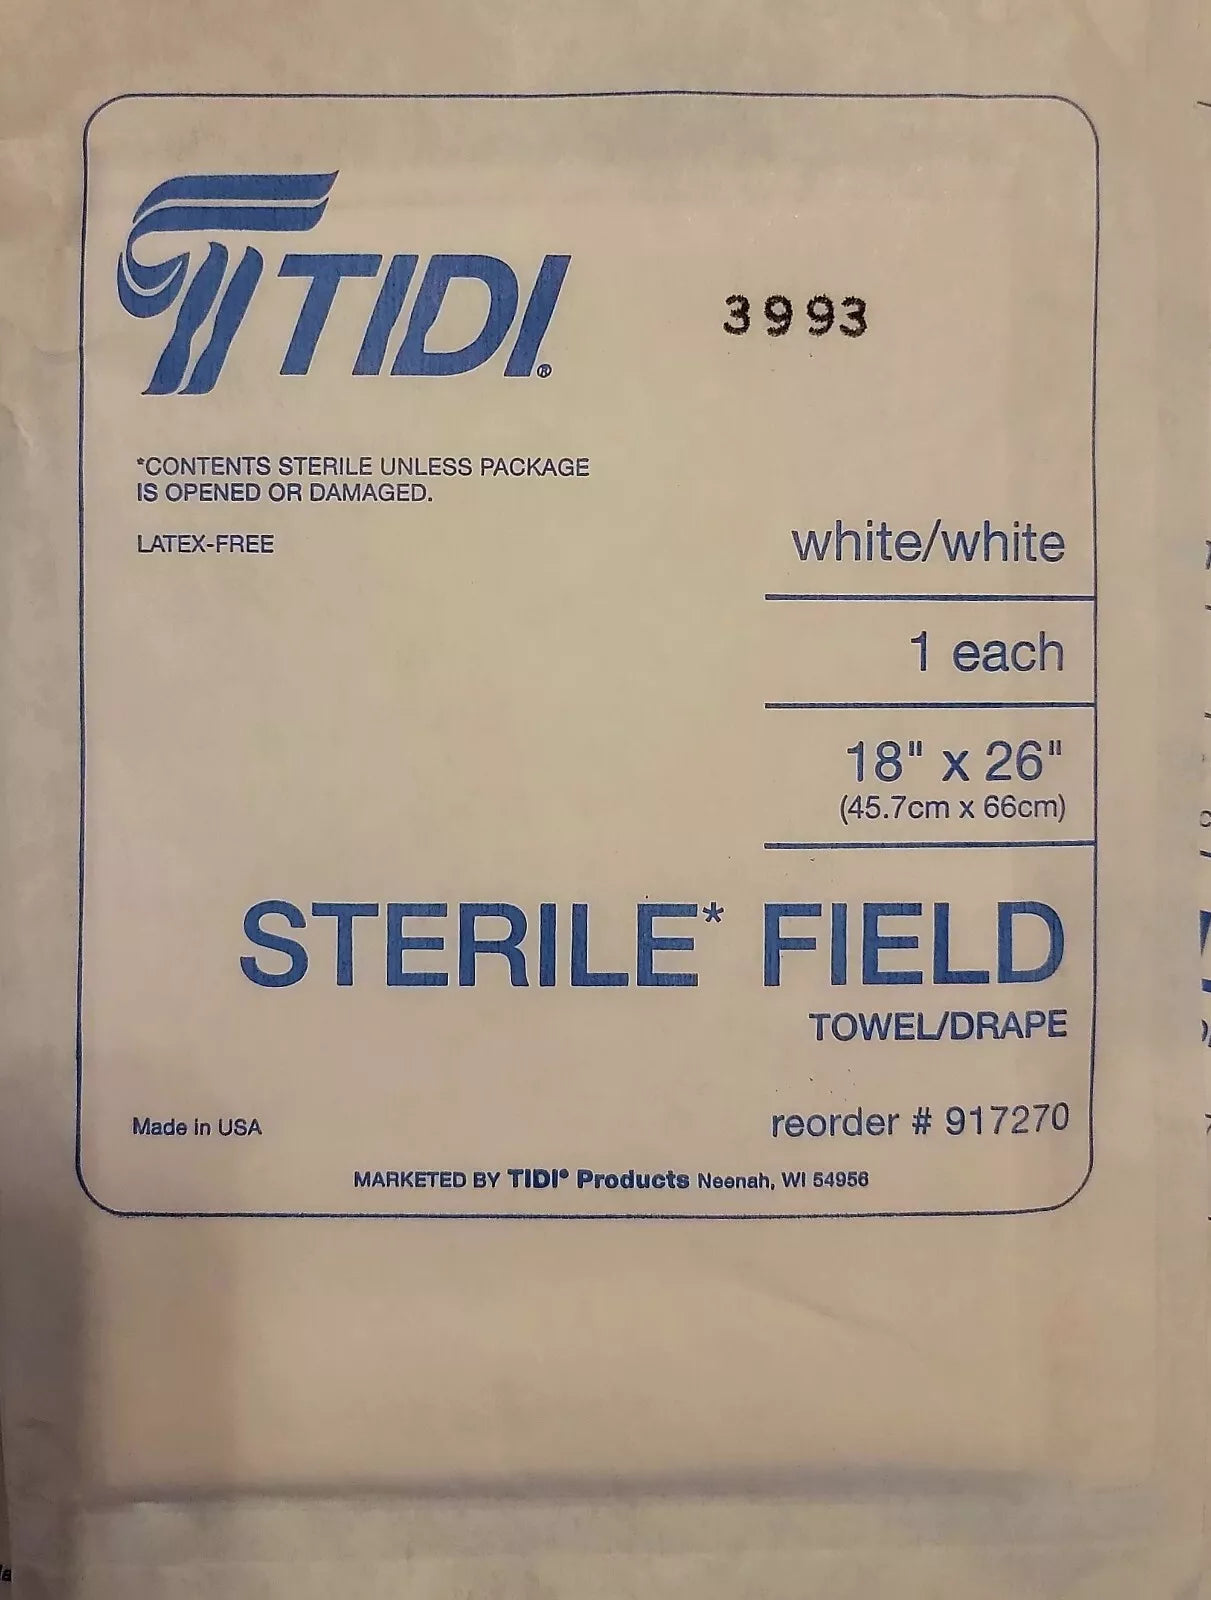 TIDI®
3993
*CONTENTS STERILE UNLESS PACKAGE
IS OPENED OR DAMAGED.
LATEX-FREE
white/white
1 each
18" x 26"
(45.7cm x 66cm)
STERILE* FIELD
TOWEL/DRAPE
Made in USA
reorder # 917270
MARKETED BY TIDI® Products Neenah, WI 54956